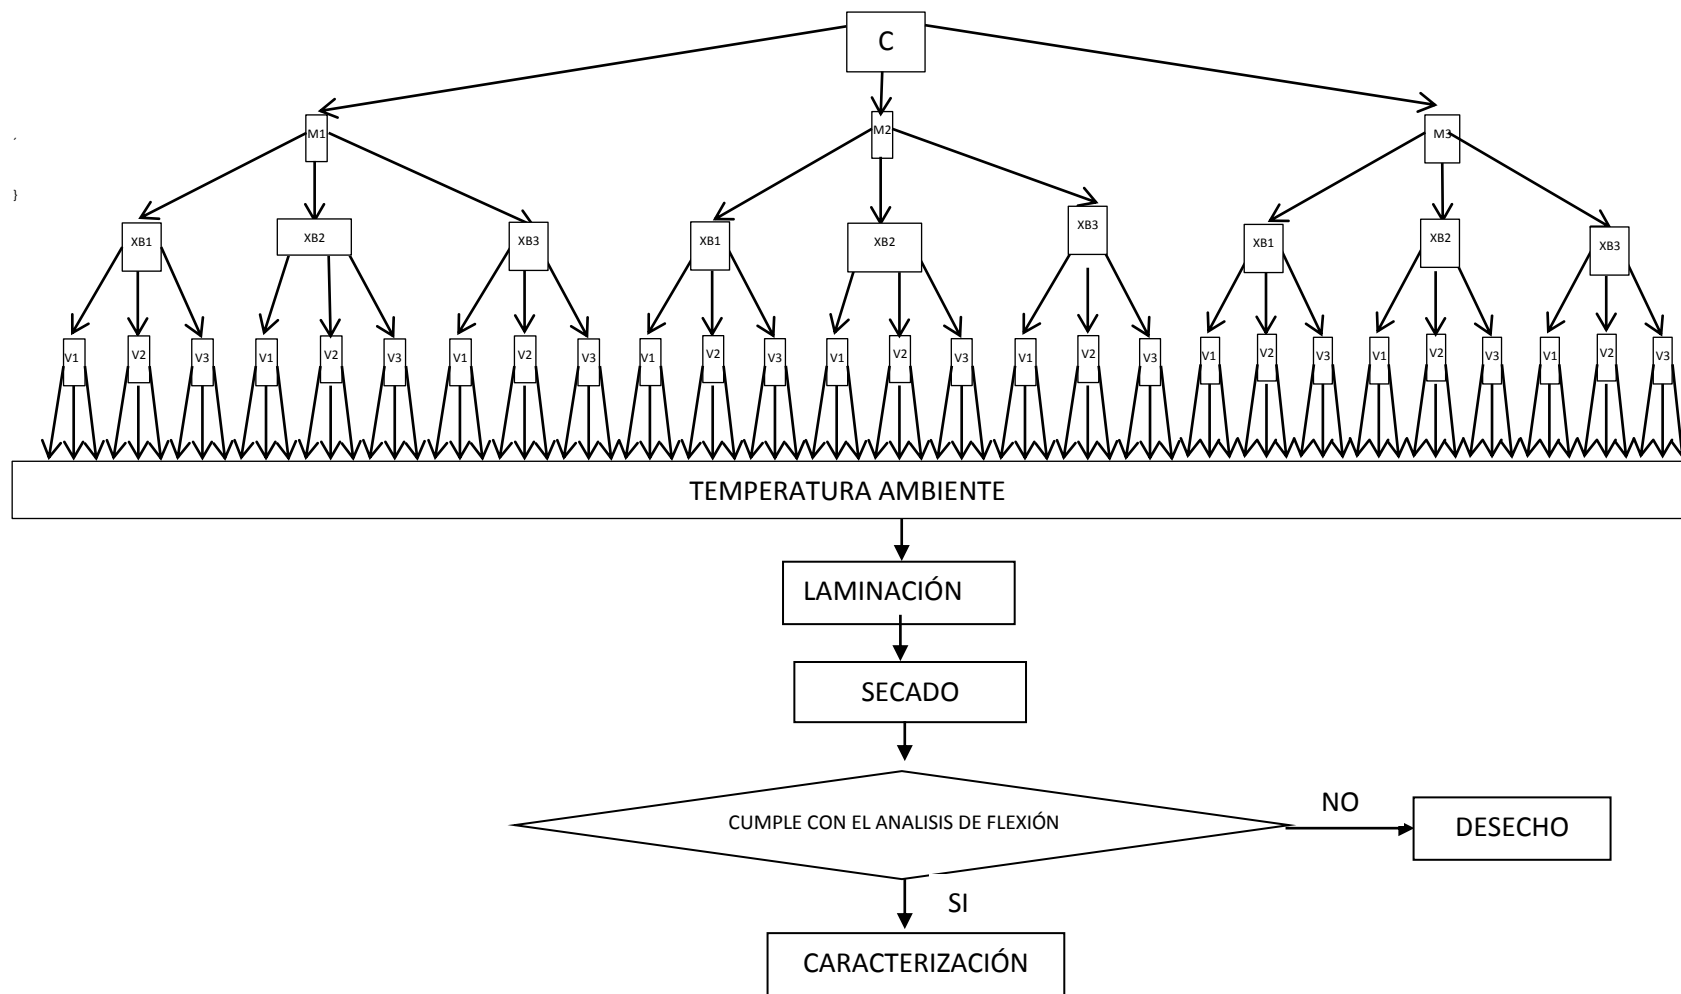 C
M1 M2 M3
XB1 XB2 XB3 XB1 XB2 XB3 XB1 XB2 XB3
V1 V2 V3 V1 V2 V3 V1 V2 V3 V1 V2 V3 V1 V2 V3 V1 V2 V3 V1 V2 V3 V1 V2 V3 V1 V2 V3
}
TEMPERATURA AMBIENTE
LAMINACIÓN
SECADO
CUMPLE CON EL ANALISIS DE FLEXIÓN
NO
DESECHO
SI
CARACTERIZACIÓN